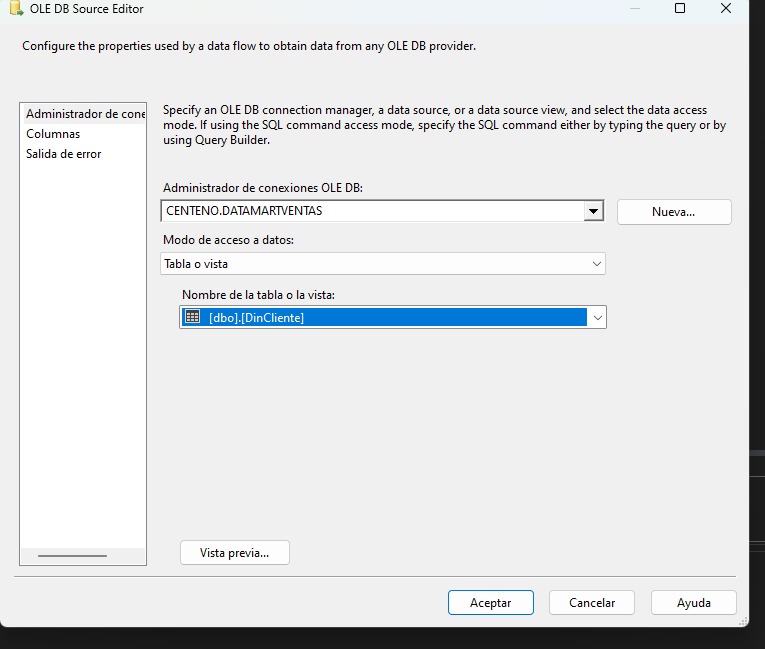 OLE DB Source Editor
Configure the properties used by a data flow to obtain data from any OLE DB provider.
Administrador de cone
Columnas
Salida de error
Specify an OLE DB connection manager, a data source, or a data source view, and select the data access
mode. If using the SQL command access mode, specify the SQL command either by typing the query or by
using Query Builder.
Administrador de conexiones OLE DB:
CENTENO.DATAMARTVENTAS
Nueva...
Modo de acceso a datos:
Tabla o vista
Nombre de la tabla o la vista:
[dbo].[DinCliente]
Vista previa...
Aceptar
Cancelar
Ayuda